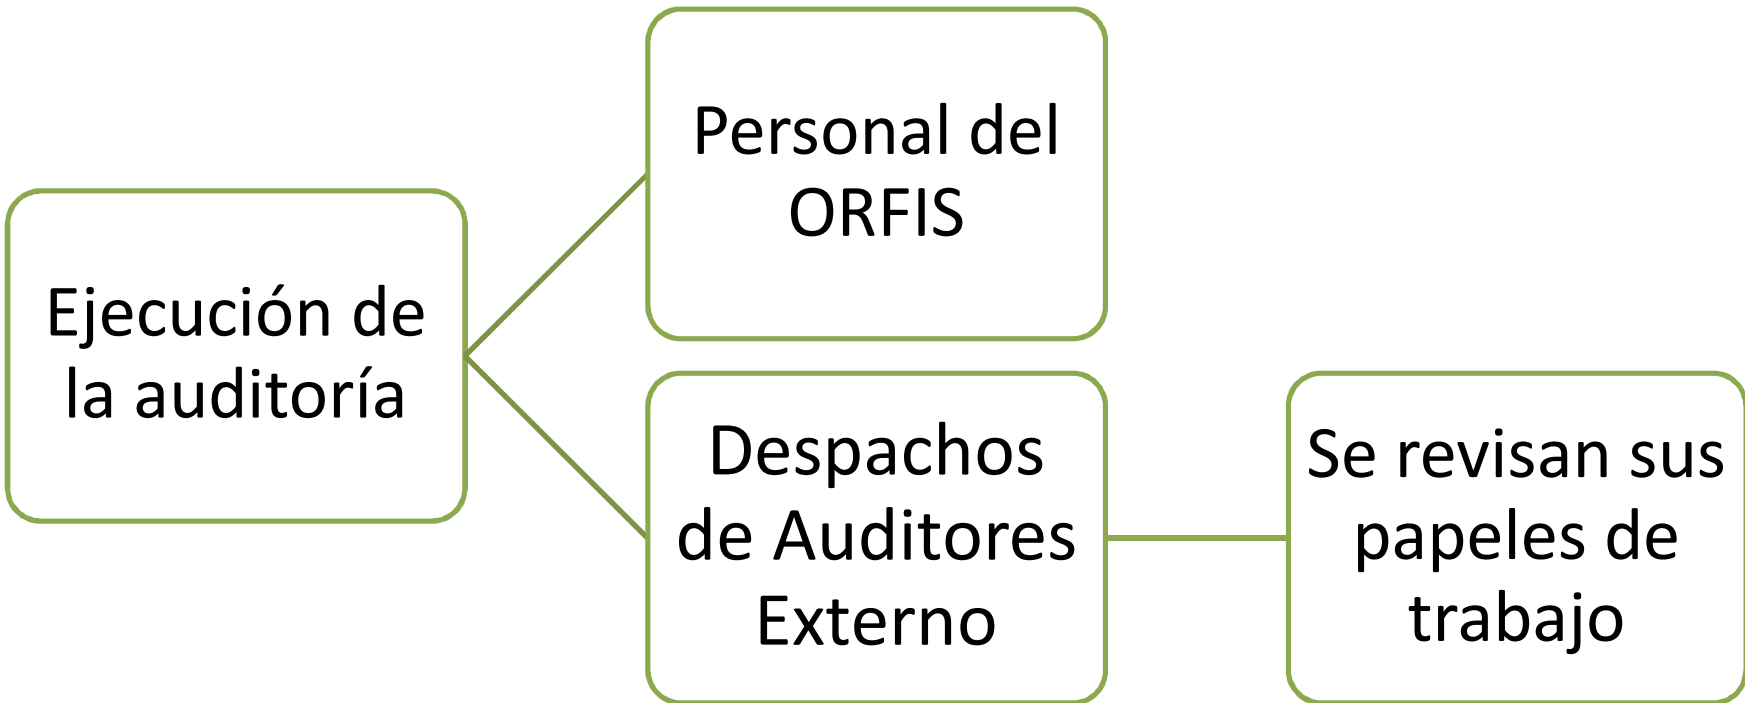 Ejecución de
la auditoría
Personal del
ORFIS
Despachos
de Auditores
Externo
Se revisan sus
papeles de
trabajo